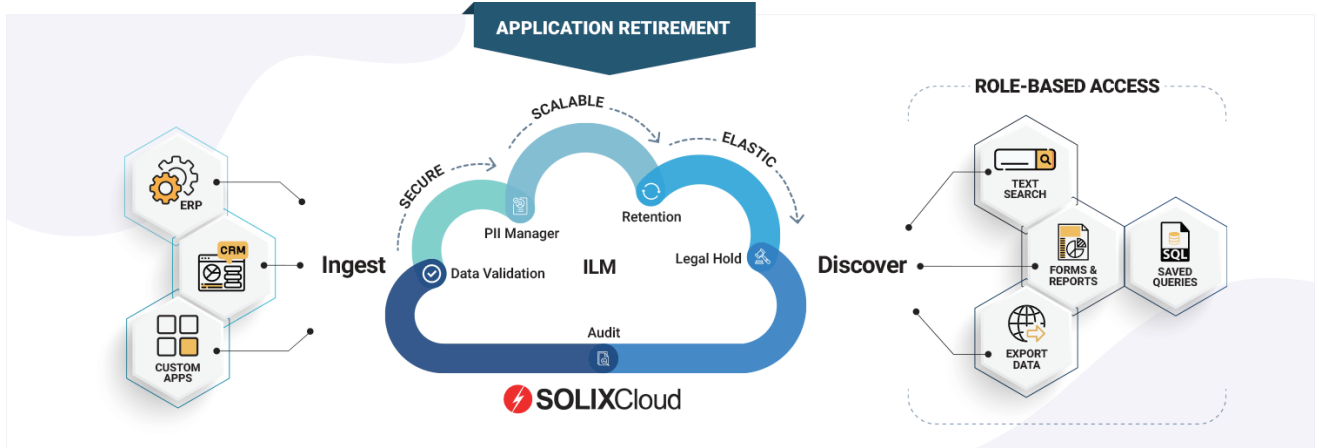 APPLICATION RETIREMENT
ERP
CRM
CUSTOM
APPS
Ingest
SECURE
SCALABLE
ELASTIC
PII Manager
Retention
Data Validation
ILM
Legal Hold
Audit
SOLIXCloud
Discover
ROLE-BASED ACCESS
TEXT
SEARCH
FORMS &
REPORTS
SQL
SAVED
QUERIES
EXPORT
DATA